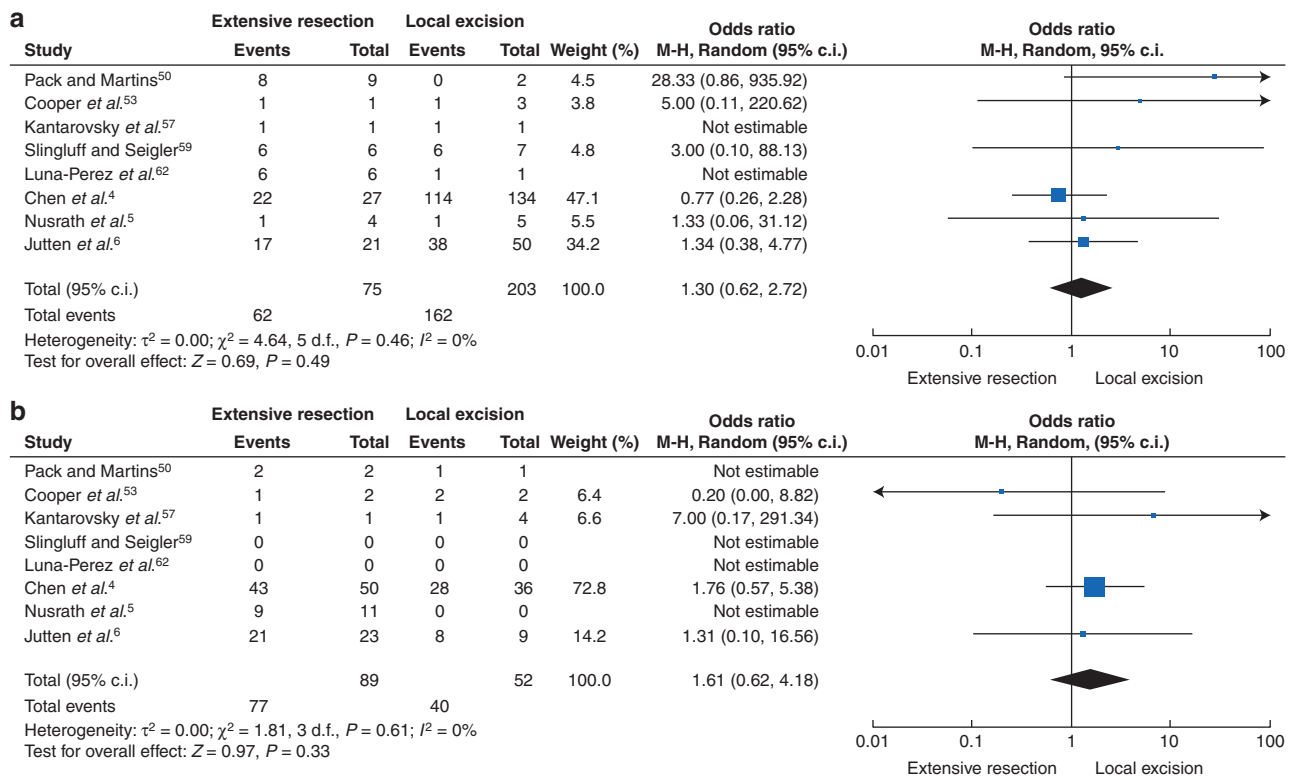 a
Extensive resection Local excision Odds ratio Odds ratio
Study Events Total Events Total Weight (%) M-H, Random (95% c.i.) M-H, Random, 95% c.i.
Pack and Martins⁵⁰ 8 9 0 2 4.5 28.33 (0.86, 935.92)
Cooper et al.⁵³ 1 1 1 3 3.8 5.00 (0.11, 220.62)
Kantarovsky et al.⁵⁷ 1 1 1 1 Not estimable
Slingluff and Seigler⁵⁹ 6 6 6 7 4.8 3.00 (0.10, 88.13)
Luna-Perez et al.⁶² 6 6 1 1 Not estimable
Chen et al.⁴ 22 27 114 134 47.1 0.77 (0.26, 2.28)
Nusrath et al.⁵ 1 4 1 5 5.5 1.33 (0.06, 31.12)
Jutten et al.⁶ 17 21 38 50 34.2 1.34 (0.38, 4.77)
Total (95% c.i.) 75 203 100.0 1.30 (0.62, 2.72)
Total events 62 162
Heterogeneity: τ² = 0.00; χ² = 4.64, 5 d.f., P = 0.46; I² = 0%
Test for overall effect: Z = 0.69, P = 0.49
0.01 0.1 1 10 100
Extensive resection Local excision
b
Extensive resection Local excision Odds ratio Odds ratio
Study Events Total Events Total Weight (%) M-H, Random (95% c.i.) M-H, Random, (95% c.i.)
Pack and Martins⁵⁰ 2 2 1 1 Not estimable
Cooper et al.⁵³ 1 2 2 2 6.4 0.20 (0.00, 8.82)
Kantarovsky et al.⁵⁷ 1 1 1 4 6.6 7.00 (0.17, 291.34)
Slingluff and Seigler⁵⁹ 0 0 0 0 Not estimable
Luna-Perez et al.⁶² 0 0 0 0 Not estimable
Chen et al.⁴ 43 50 28 36 72.8 1.76 (0.57, 5.38)
Nusrath et al.⁵ 9 11 0 0 Not estimable
Jutten et al.⁶ 21 23 8 9 14.2 1.31 (0.10, 16.56)
Total (95% c.i.) 89 52 100.0 1.61 (0.62, 4.18)
Total events 77 40
Heterogeneity: τ² = 0.00; χ² = 1.81, 3 d.f., P = 0.61; I² = 0%
Test for overall effect: Z = 0.97, P = 0.33
0.01 0.1 1 10 100
Extensive resection Local excision